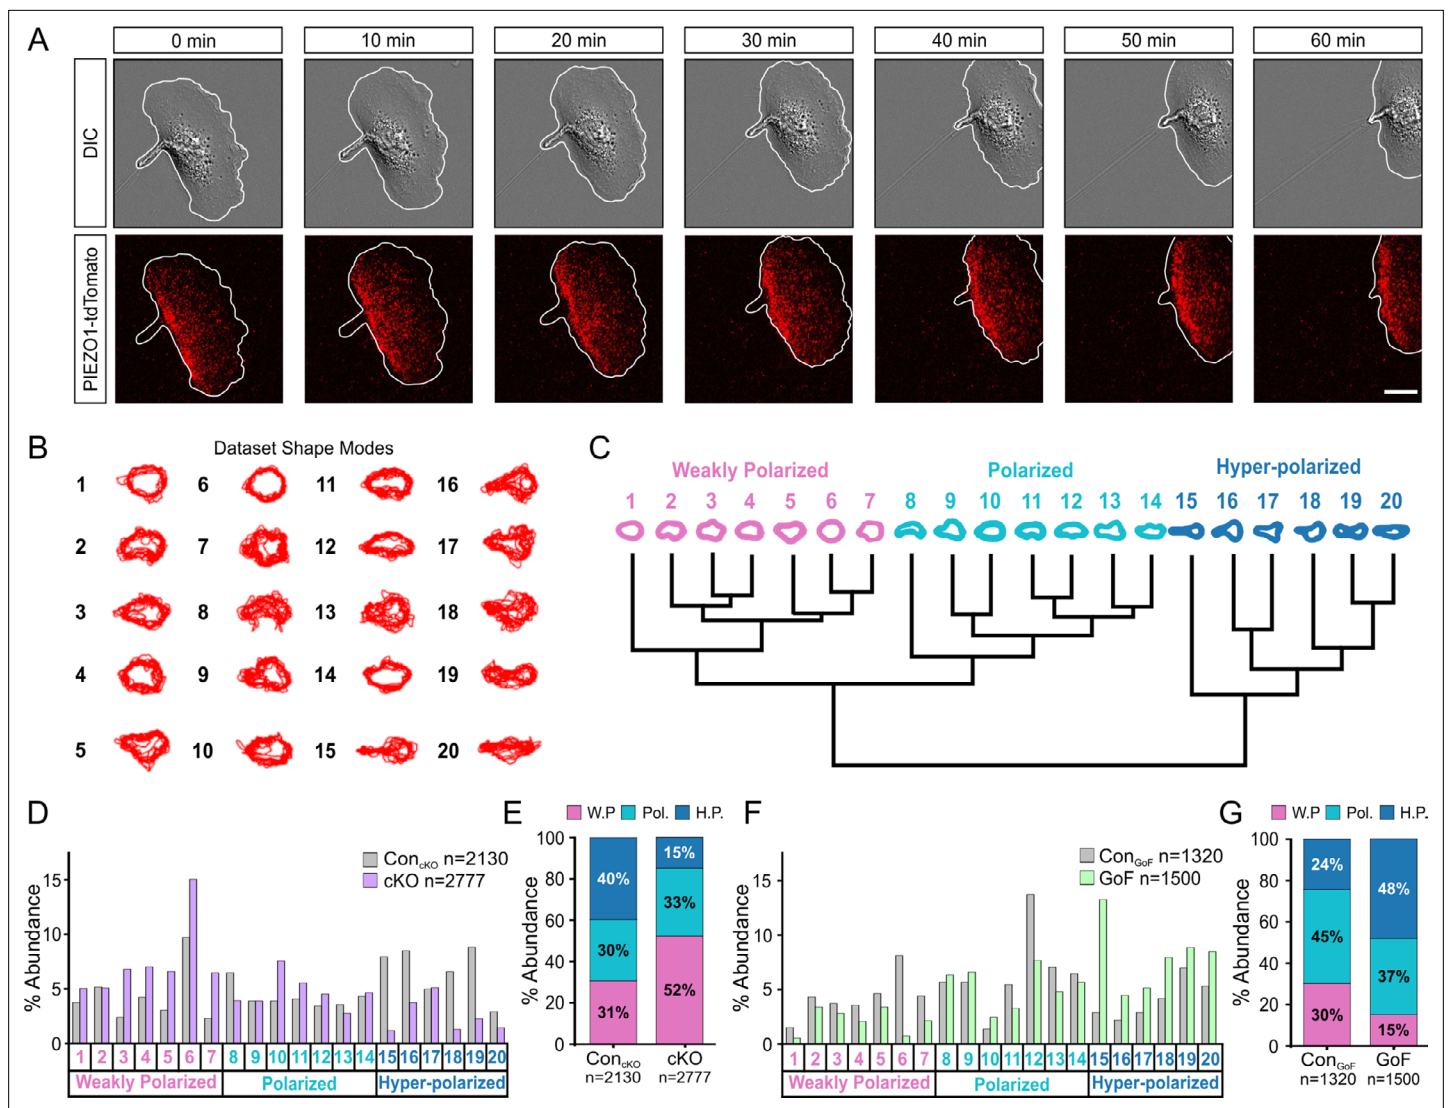 A
0 min 10 min 20 min 30 min 40 min 50 min 60 min
DIC
PIEZO1-tdTomato
B
Dataset Shape Modes
1 6 11 16
2 7 12 17
3 8 13 18
4 9 14 19
5 10 15 20
C
Weakly Polarized Polarized Hyper-polarized
1 2 3 4 5 6 7 8 9 10 11 12 13 14 15 16 17 18 19 20
D
% Abundance
15
10
5
0
Con cKO n=2130
cKO n=2777
1 2 3 4 5 6 7 8 9 10 11 12 13 14 15 16 17 18 19 20
Weakly Polarized Polarized Hyper-polarized
E
W.P Pol. H.P.
% Abundance
100
80
60
40
20
0
40% 15%
30% 33%
31% 52%
Con cKO cKO
n=2130 n=2777
F
% Abundance
15
10
5
0
Con GoF n=1320
GoF n=1500
1 2 3 4 5 6 7 8 9 10 11 12 13 14 15 16 17 18 19 20
Weakly Polarized Polarized Hyper-polarized
G
W.P Pol. H.P.
% Abundance
100
80
60
40
20
0
24% 48%
45% 37%
30% 15%
Con GoF GoF
n=1320 n=1500